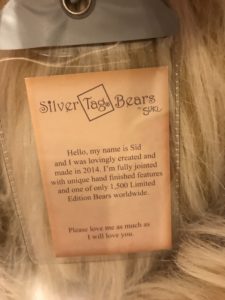 Silver Tag® Bears
by Suki
Hello, my name is Sid
and I was lovingly created and
made in 2014. I'm fully jointed
with unique hand finished features
and one of only 1,500 Limited
Edition Bears worldwide.
Please love me as much as
I will love you.